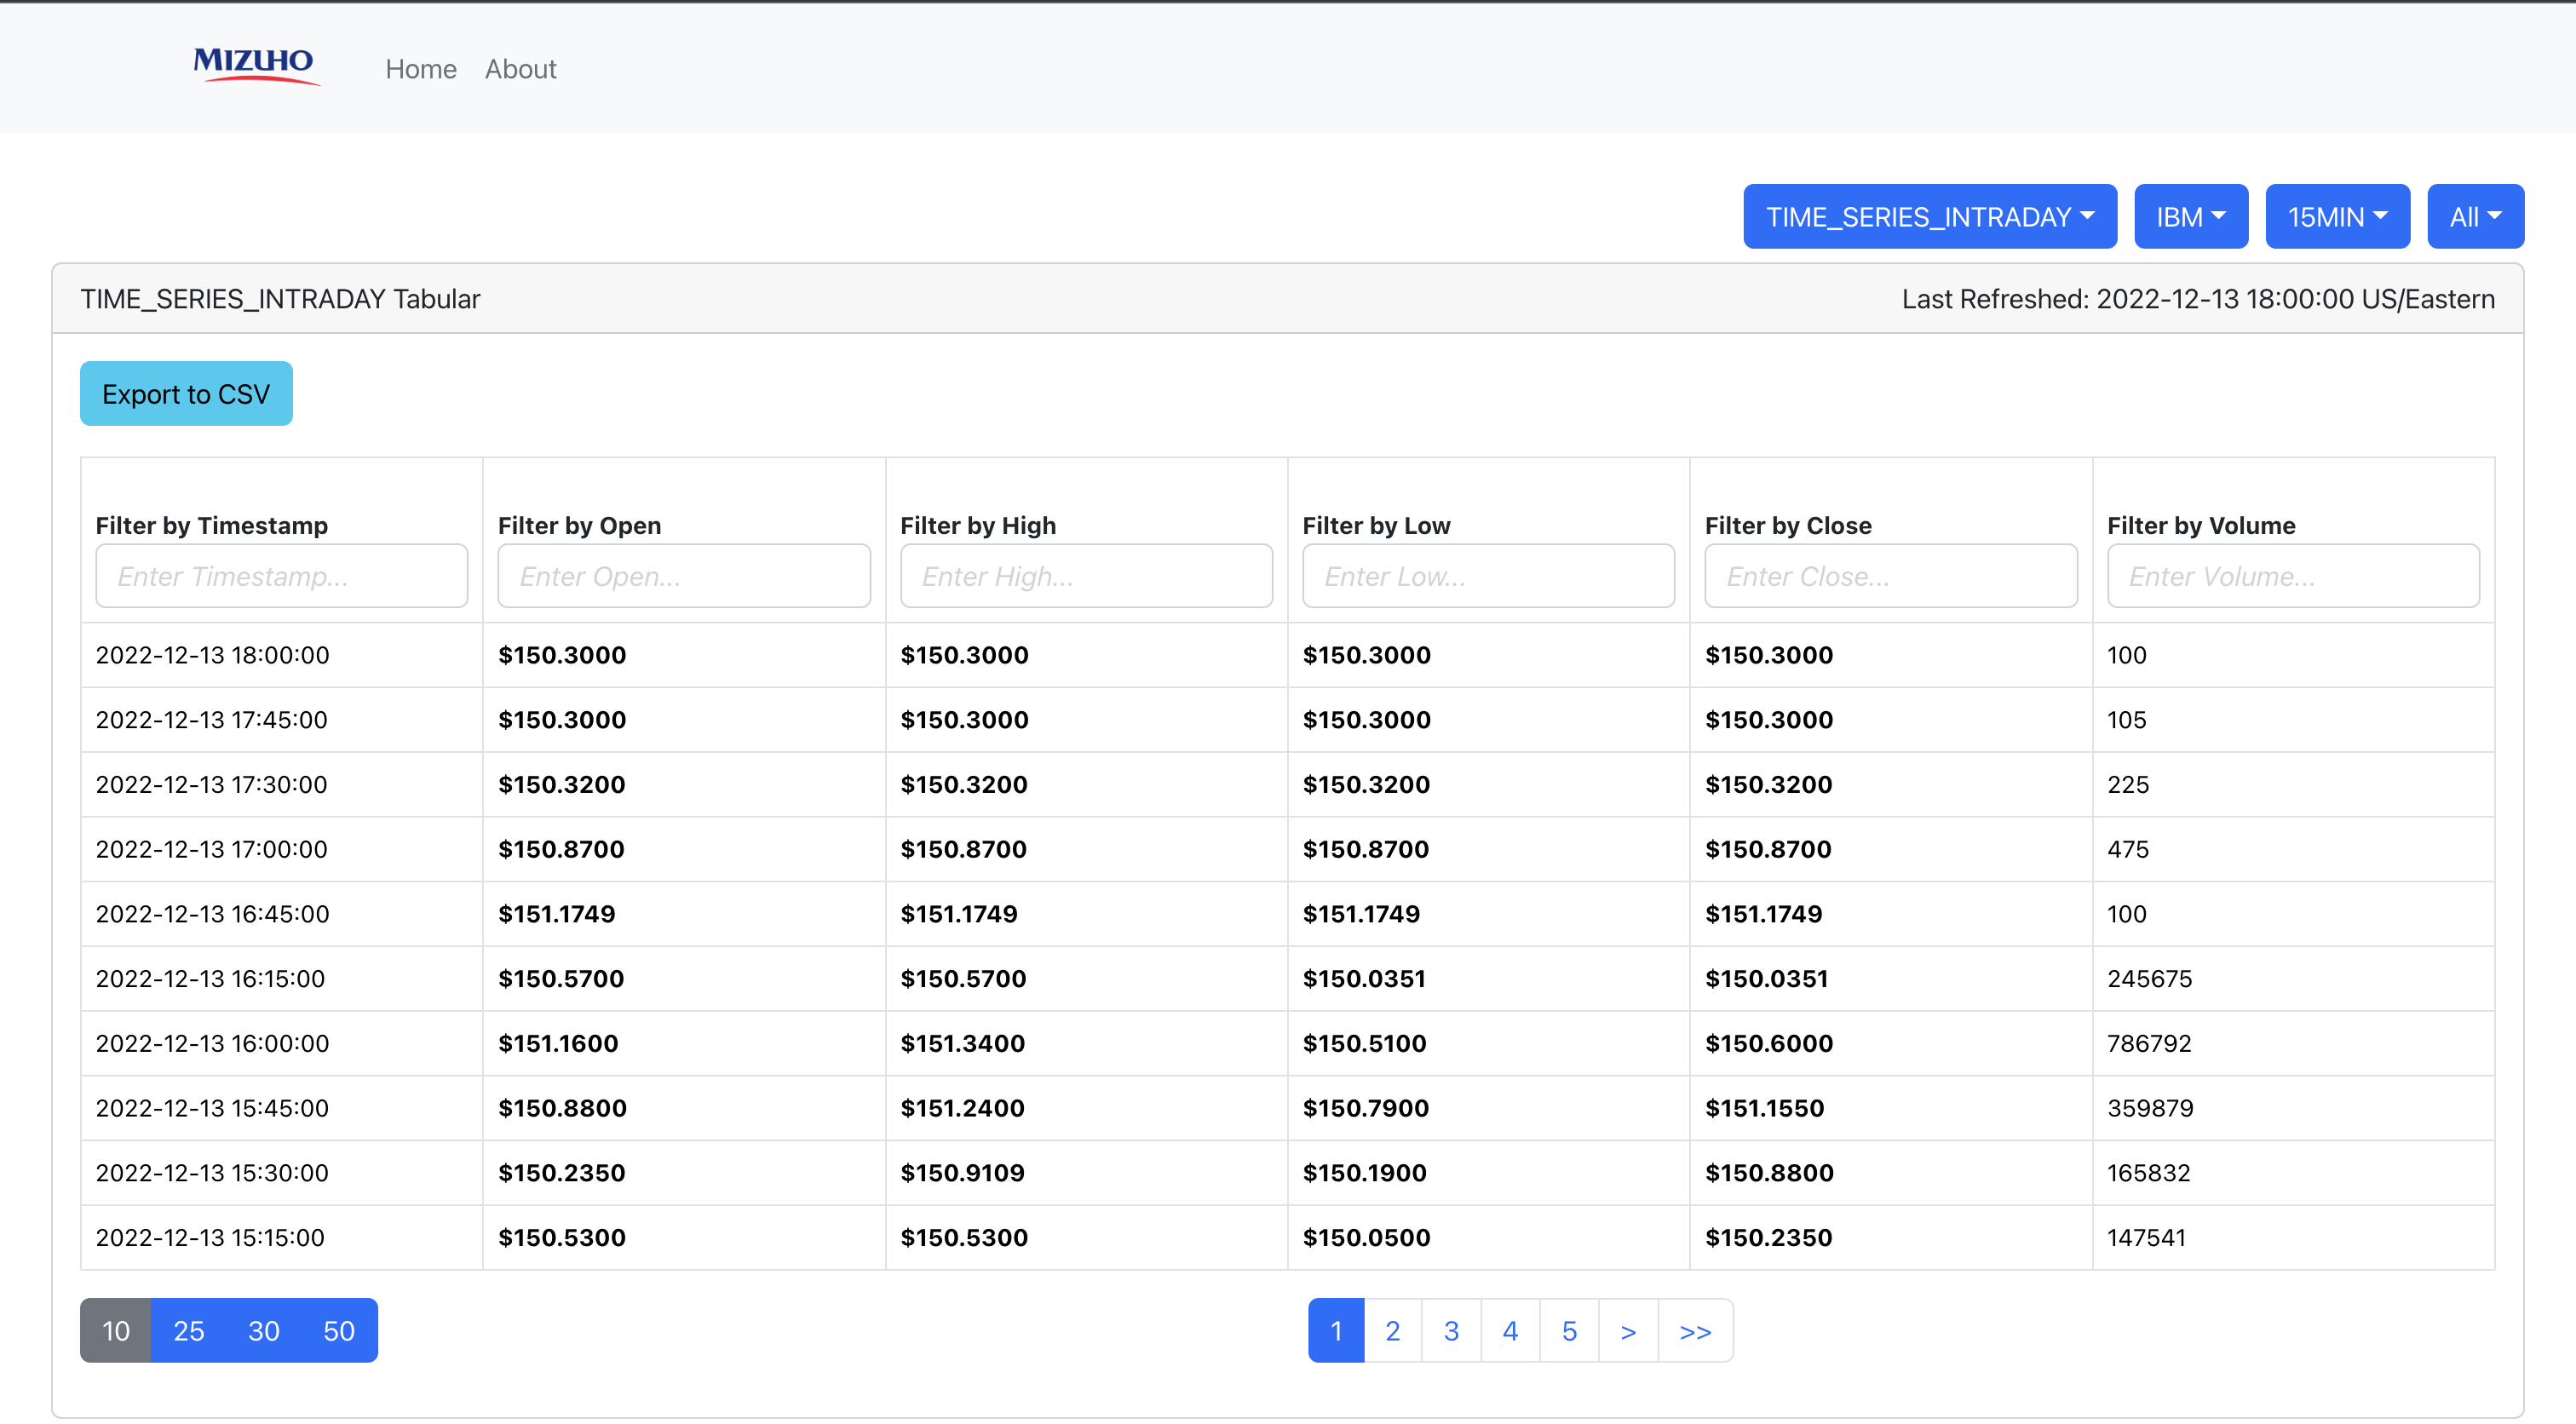 MIZUHO Home About
TIME_SERIES_INTRADAY IBM 15MIN All
TIME_SERIES_INTRADAY Tabular Last Refreshed: 2022-12-13 18:00:00 US/Eastern
Export to CSV
Filter by Timestamp Filter by Open Filter by High Filter by Low Filter by Close Filter by Volume
Enter Timestamp... Enter Open... Enter High... Enter Low... Enter Close... Enter Volume...
2022-12-13 18:00:00 $150.3000 $150.3000 $150.3000 $150.3000 100
2022-12-13 17:45:00 $150.3000 $150.3000 $150.3000 $150.3000 105
2022-12-13 17:30:00 $150.3200 $150.3200 $150.3200 $150.3200 225
2022-12-13 17:00:00 $150.8700 $150.8700 $150.8700 $150.8700 475
2022-12-13 16:45:00 $151.1749 $151.1749 $151.1749 $151.1749 100
2022-12-13 16:15:00 $150.5700 $150.5700 $150.0351 $150.0351 245675
2022-12-13 16:00:00 $151.1600 $151.3400 $150.5100 $150.6000 786792
2022-12-13 15:45:00 $150.8800 $151.2400 $150.7900 $151.1550 359879
2022-12-13 15:30:00 $150.2350 $150.9109 $150.1900 $150.8800 165832
2022-12-13 15:15:00 $150.5300 $150.5300 $150.0500 $150.2350 147541
10 25 30 50 1 2 3 4 5 > >>